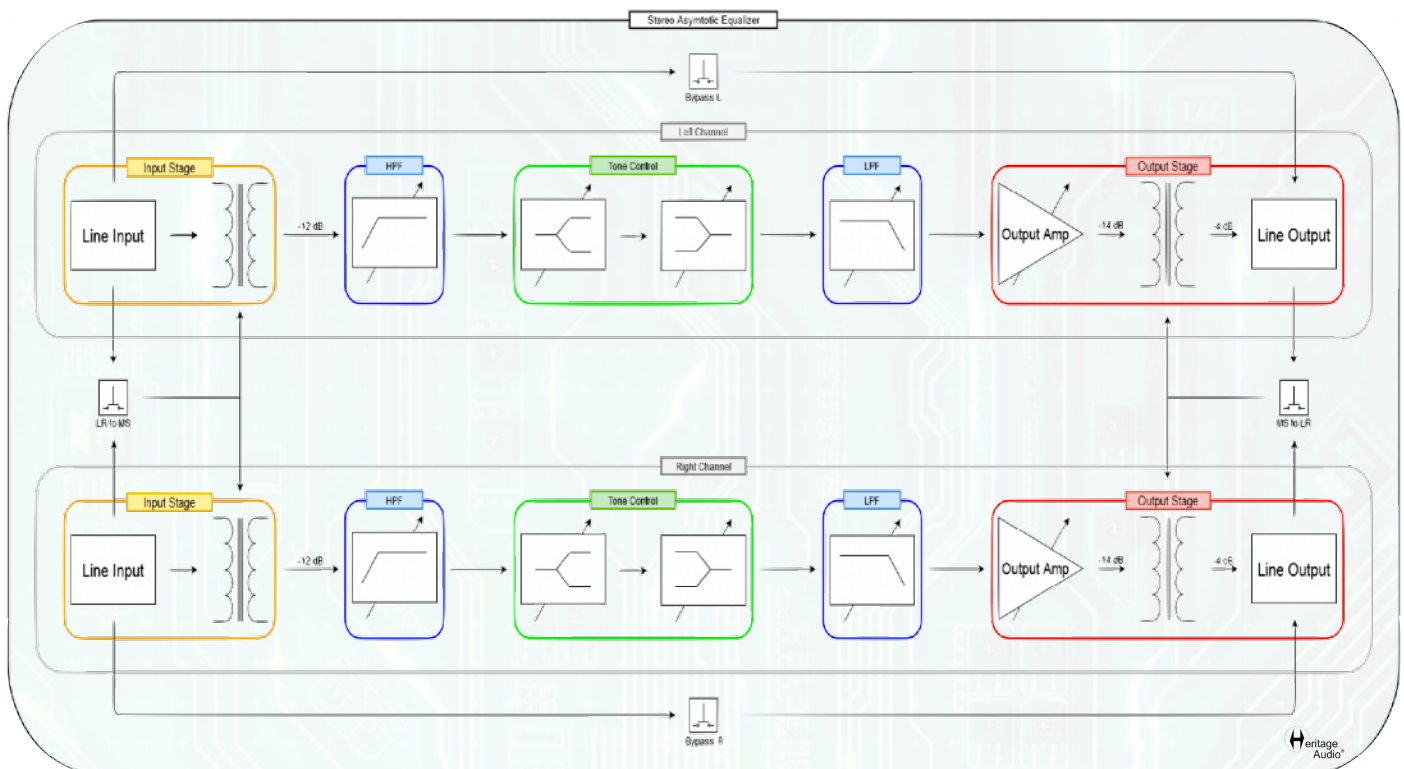 Stereo Asymtotic Equalizer
Bypass L
Left Channel
Input Stage
HPF
Tone Control
LPF
Output Stage
Line Input
-12 dB
Output Amp
-14 dB
-4 dB
Line Output
LR to MS
MS to LR
Right Channel
Input Stage
HPF
Tone Control
LPF
Output Stage
Line Input
-12 dB
Output Amp
-14 dB
-4 dB
Line Output
Bypass R
Heritage
Audio®